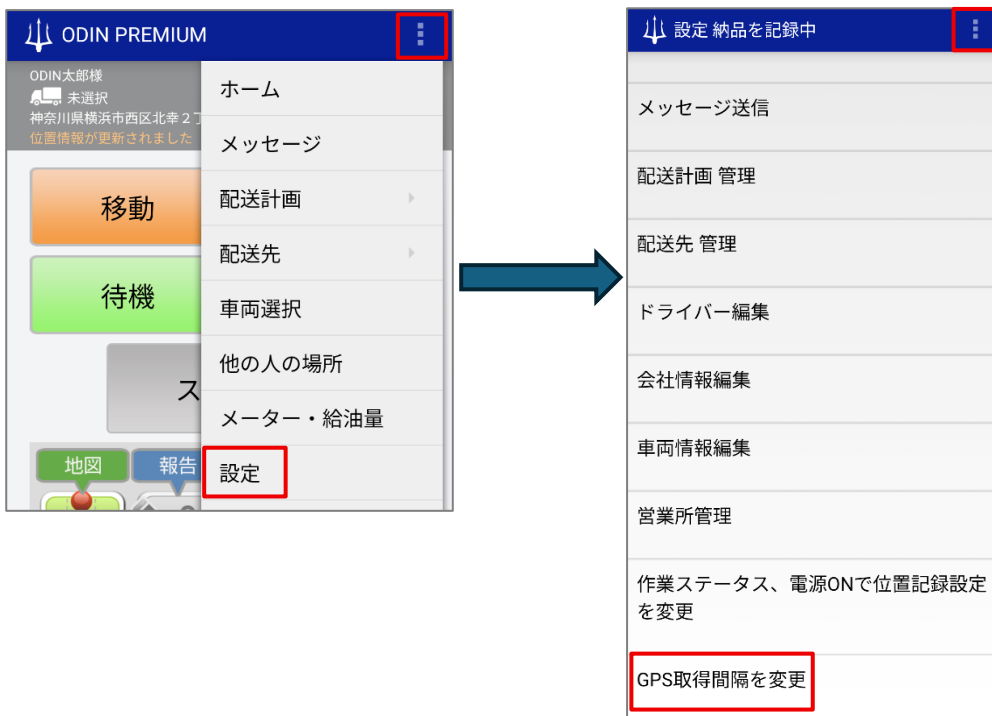 ODIN PREMIUM
ODIN太郎様
未選択
神奈川県横浜市西区北幸２丁
位置情報が更新されました
移動
待機
ス
地図
報告
ホーム
メッセージ
配送計画
配送先
車両選択
他の人の場所
メーター・給油量
設定
設定 納品を記録中
メッセージ送信
配送計画 管理
配送先 管理
ドライバー編集
会社情報編集
車両情報編集
営業所管理
作業ステータス、電源ONで位置記録設定
を変更
GPS取得間隔を変更